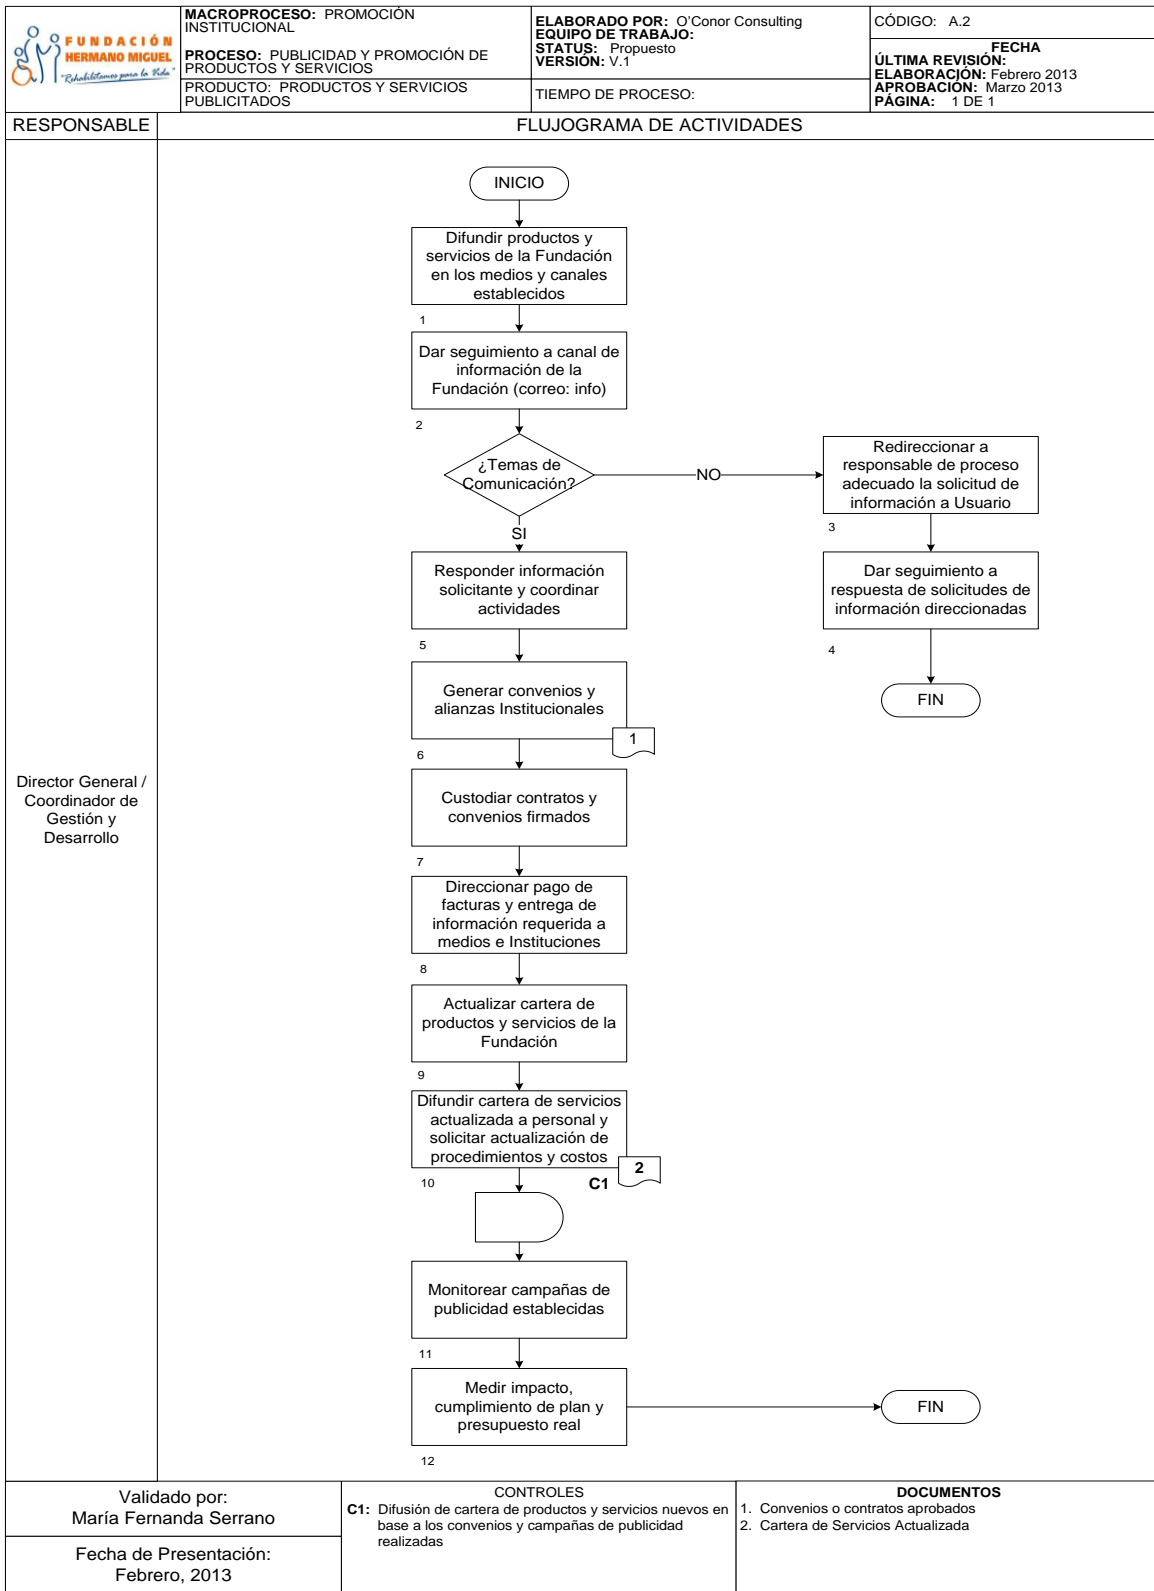 FUNDACIÓN
HERMANO MIGUEL
"Rehabilitamos para la Vida"
MACROPROCESO: PROMOCIÓN
INSTITUCIONAL
PROCESO: PUBLICIDAD Y PROMOCIÓN DE
PRODUCTOS Y SERVICIOS
PRODUCTO: PRODUCTOS Y SERVICIOS
PUBLICITADOS
ELABORADO POR: O'Conor Consulting
EQUIPO DE TRABAJO:
STATUS: Propuesto
VERSIÓN: V.1
TIEMPO DE PROCESO:
CÓDIGO: A.2
FECHA
ÚLTIMA REVISIÓN:
ELABORACIÓN: Febrero 2013
APROBACIÓN: Marzo 2013
PÁGINA: 1 DE 1
RESPONSABLE
FLUJOGRAMA DE ACTIVIDADES
INICIO
Difundir productos y
servicios de la Fundación
en los medios y canales
establecidos
1
Dar seguimiento a canal de
información de la
Fundación (correo: info)
2
¿Temas de
Comunicación?
NO
Redireccionar a
responsable de proceso
adecuado la solicitud de
información a Usuario
3
SI
Dar seguimiento a
respuesta de solicitudes de
información direccionadas
4
FIN
Responder información
solicitante y coordinar
actividades
5
Generar convenios y
alianzas Institucionales
1
6
Director General /
Coordinador de
Gestión y
Desarrollo
Custodiar contratos y
convenios firmados
7
Direccionar pago de
facturas y entrega de
información requerida a
medios e Instituciones
8
Actualizar cartera de
productos y servicios de la
Fundación
9
Difundir cartera de servicios
actualizada a personal y
solicitar actualización de
procedimientos y costos
2
10
C1
Monitorear campañas de
publicidad establecidas
11
Medir impacto,
cumplimiento de plan y
presupuesto real
12
FIN
Validado por:
María Fernanda Serrano
Fecha de Presentación:
Febrero, 2013
CONTROLES
C1: Difusión de cartera de productos y servicios nuevos en
base a los convenios y campañas de publicidad
realizadas
DOCUMENTOS
1. Convenios o contratos aprobados
2. Cartera de Servicios Actualizada